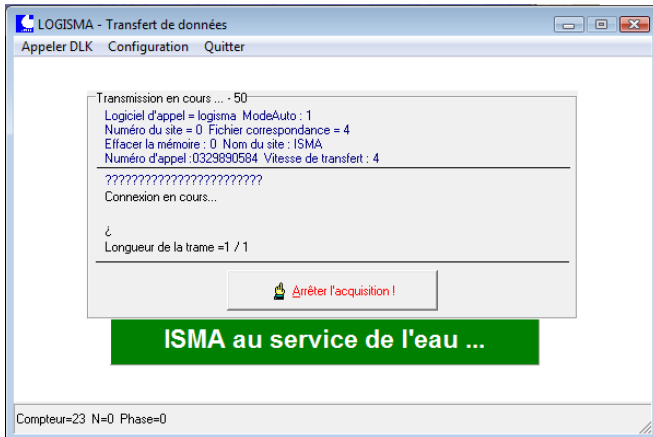 LOGISMA - Transfert de données
Appeler DLK Configuration Quitter
Transmission en cours ... - 50
Logiciel d'appel = logisma ModeAuto : 1
Numéro du site = 0 Fichier correspondance = 4
Effacer la mémoire : 0 Nom du site : ISMA
Numéro d'appel :0329890584 Vitesse de transfert : 4
????????????????????????
Connexion en cours...
¿
Longueur de la trame =1 / 1
Arrêter l'acquisition !
ISMA au service de l'eau ...
Compteur=23 N=0 Phase=0